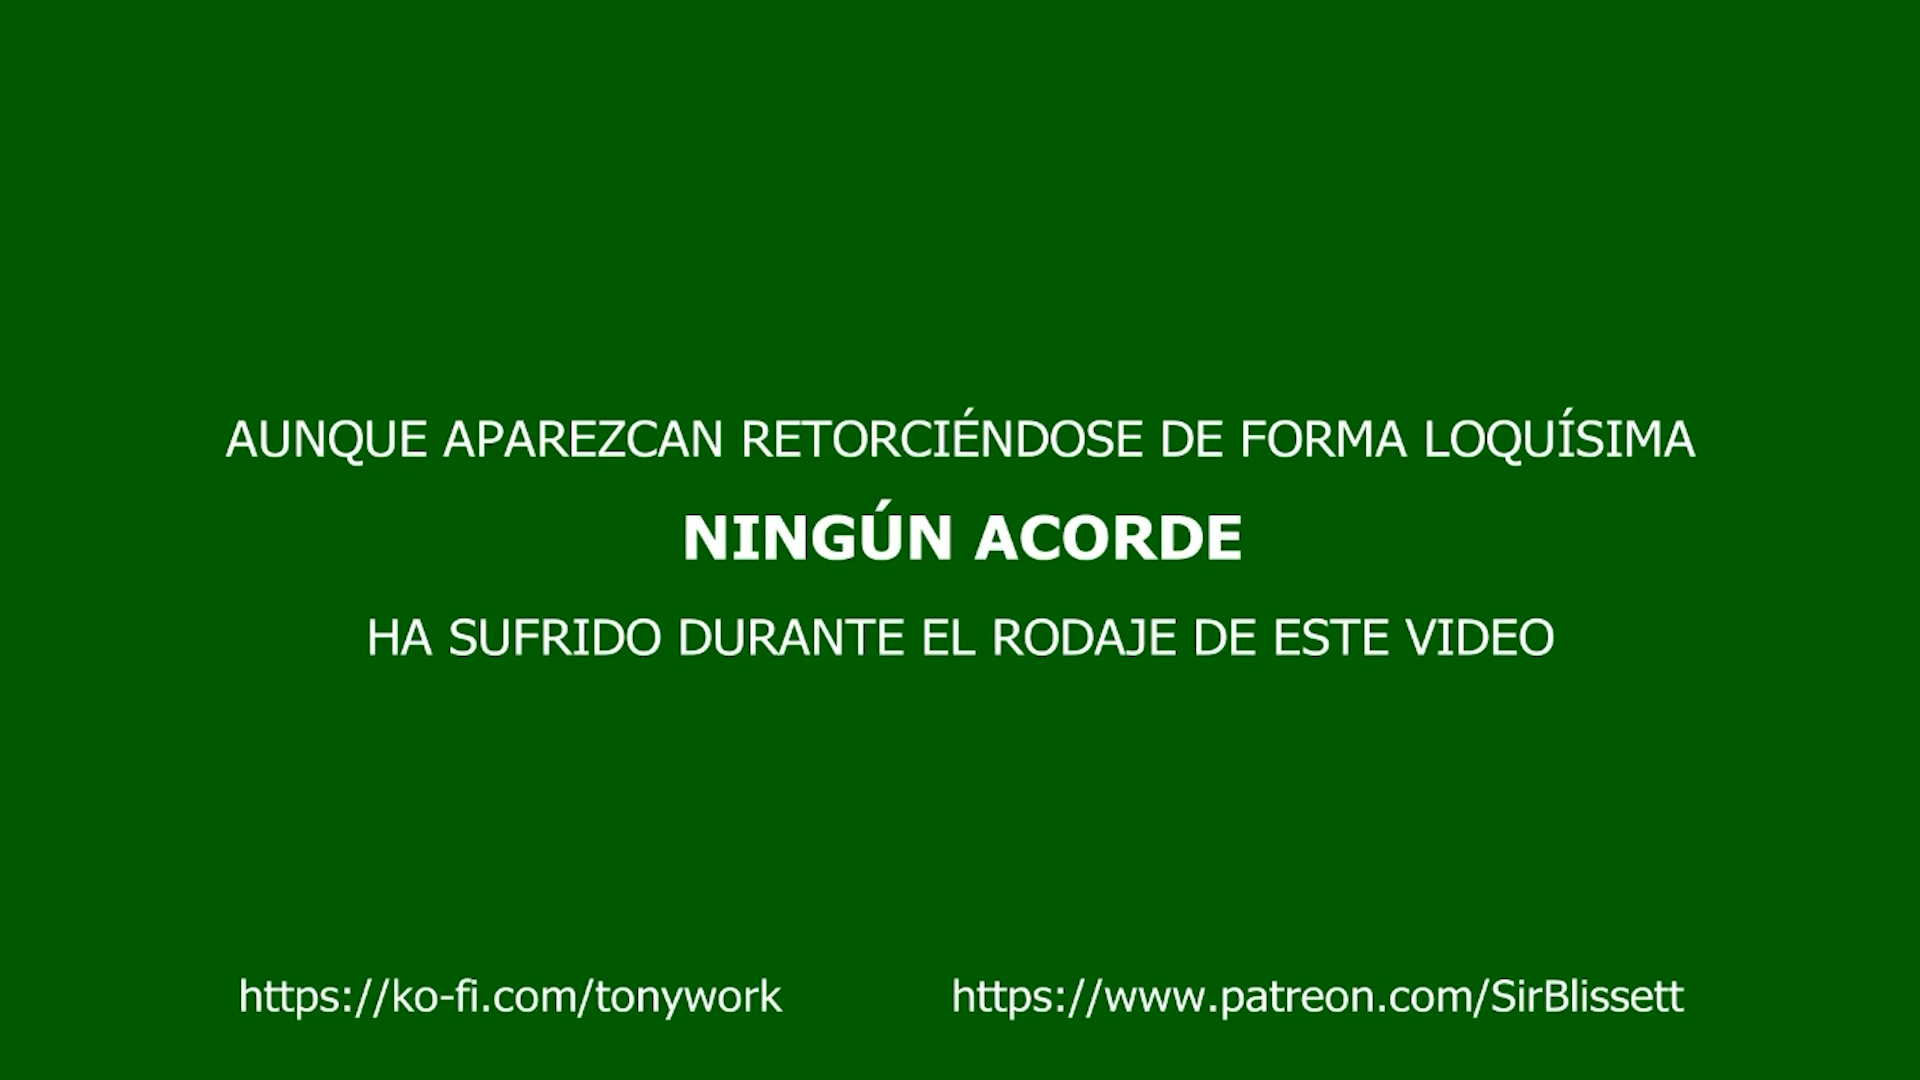 AUNQUE APAREZCAN RETORCIÉNDOSE DE FORMA LOQUÍSIMA
NINGÚN ACORDE
HA SUFRIDO DURANTE EL RODAJE DE ESTE VIDEO
https://ko-fi.com/tonywork
https://www.patreon.com/SirBlissett